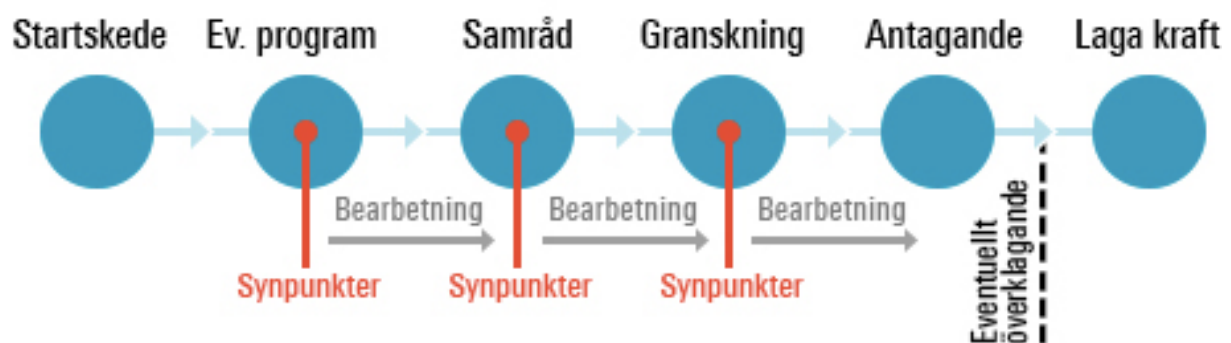 Startskede Ev. program Samråd Granskning Antagande Laga kraft
Bearbetning Bearbetning Bearbetning
Synpunkter Synpunkter Synpunkter
Eventuellt
överklagande